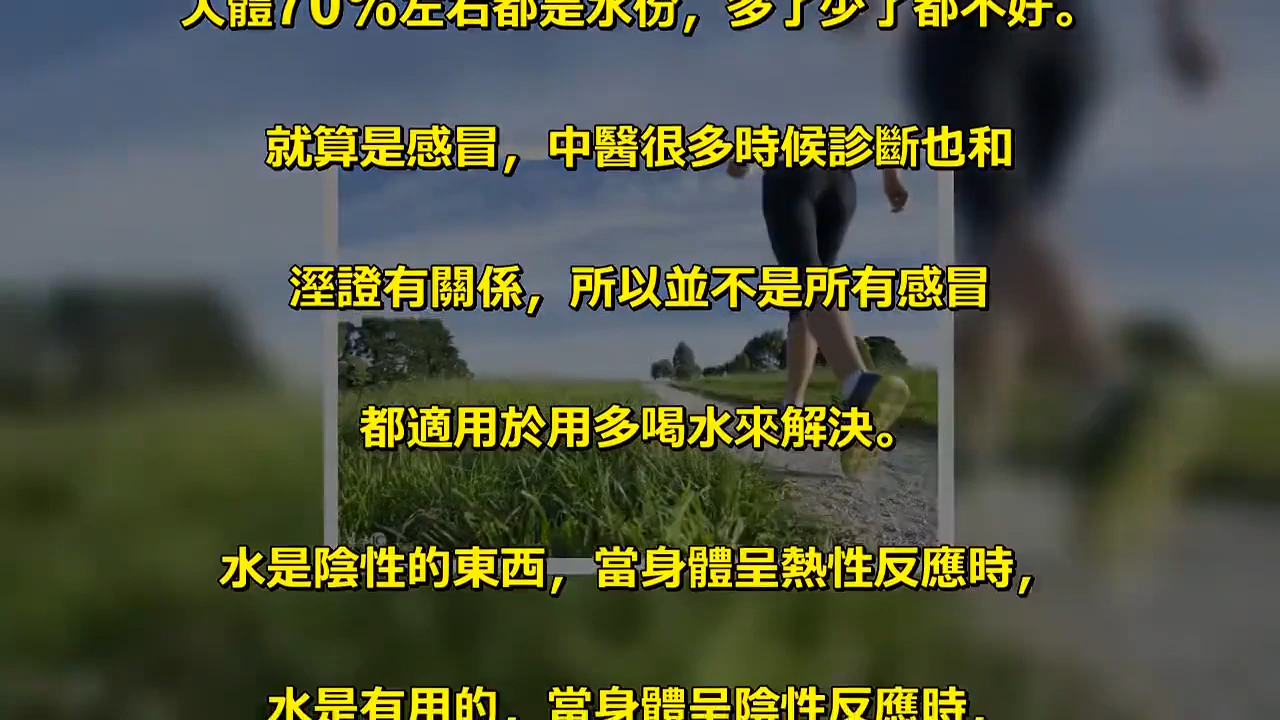 人體70%左右都是水份，多了少了都不好。
就算是感冒，中醫很多時候診斷也和
溼證有關係，所以並不是所有感冒
都適用於用多喝水來解決。
水是陰性的東西，當身體呈熱性反應時，
水是有用的，當身體呈陰性反應時，